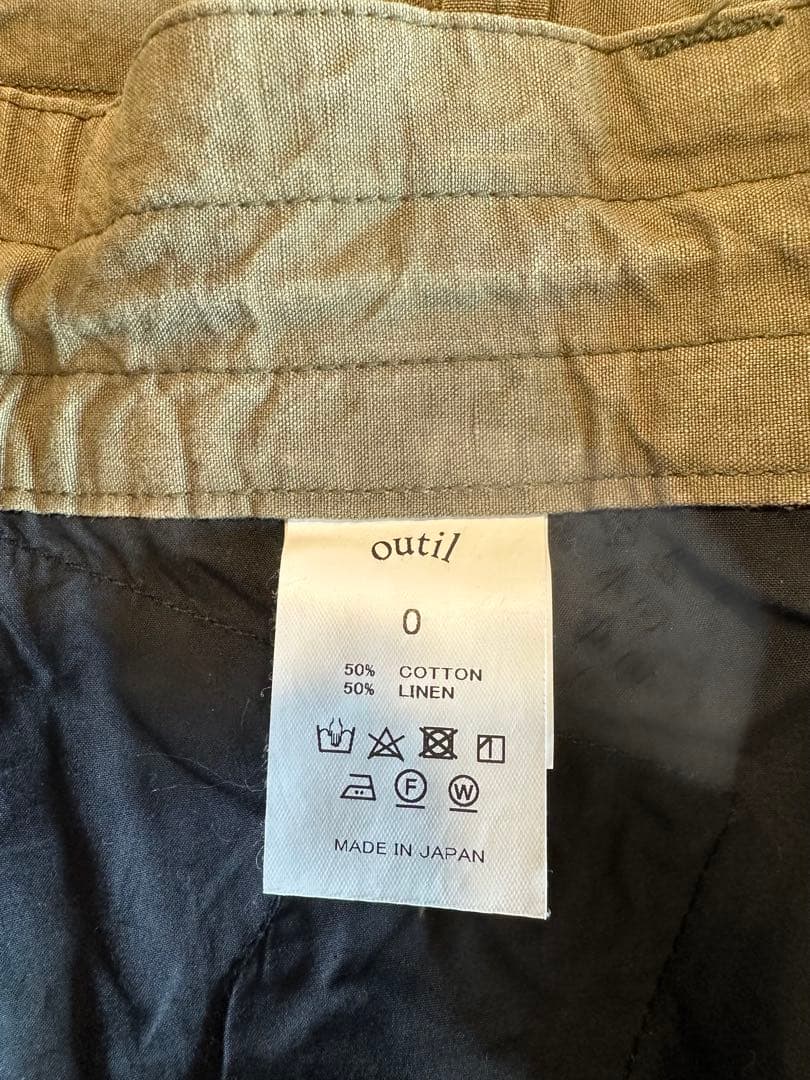 outil
0
50% COTTON
50% LINEN
F W
MADE IN JAPAN